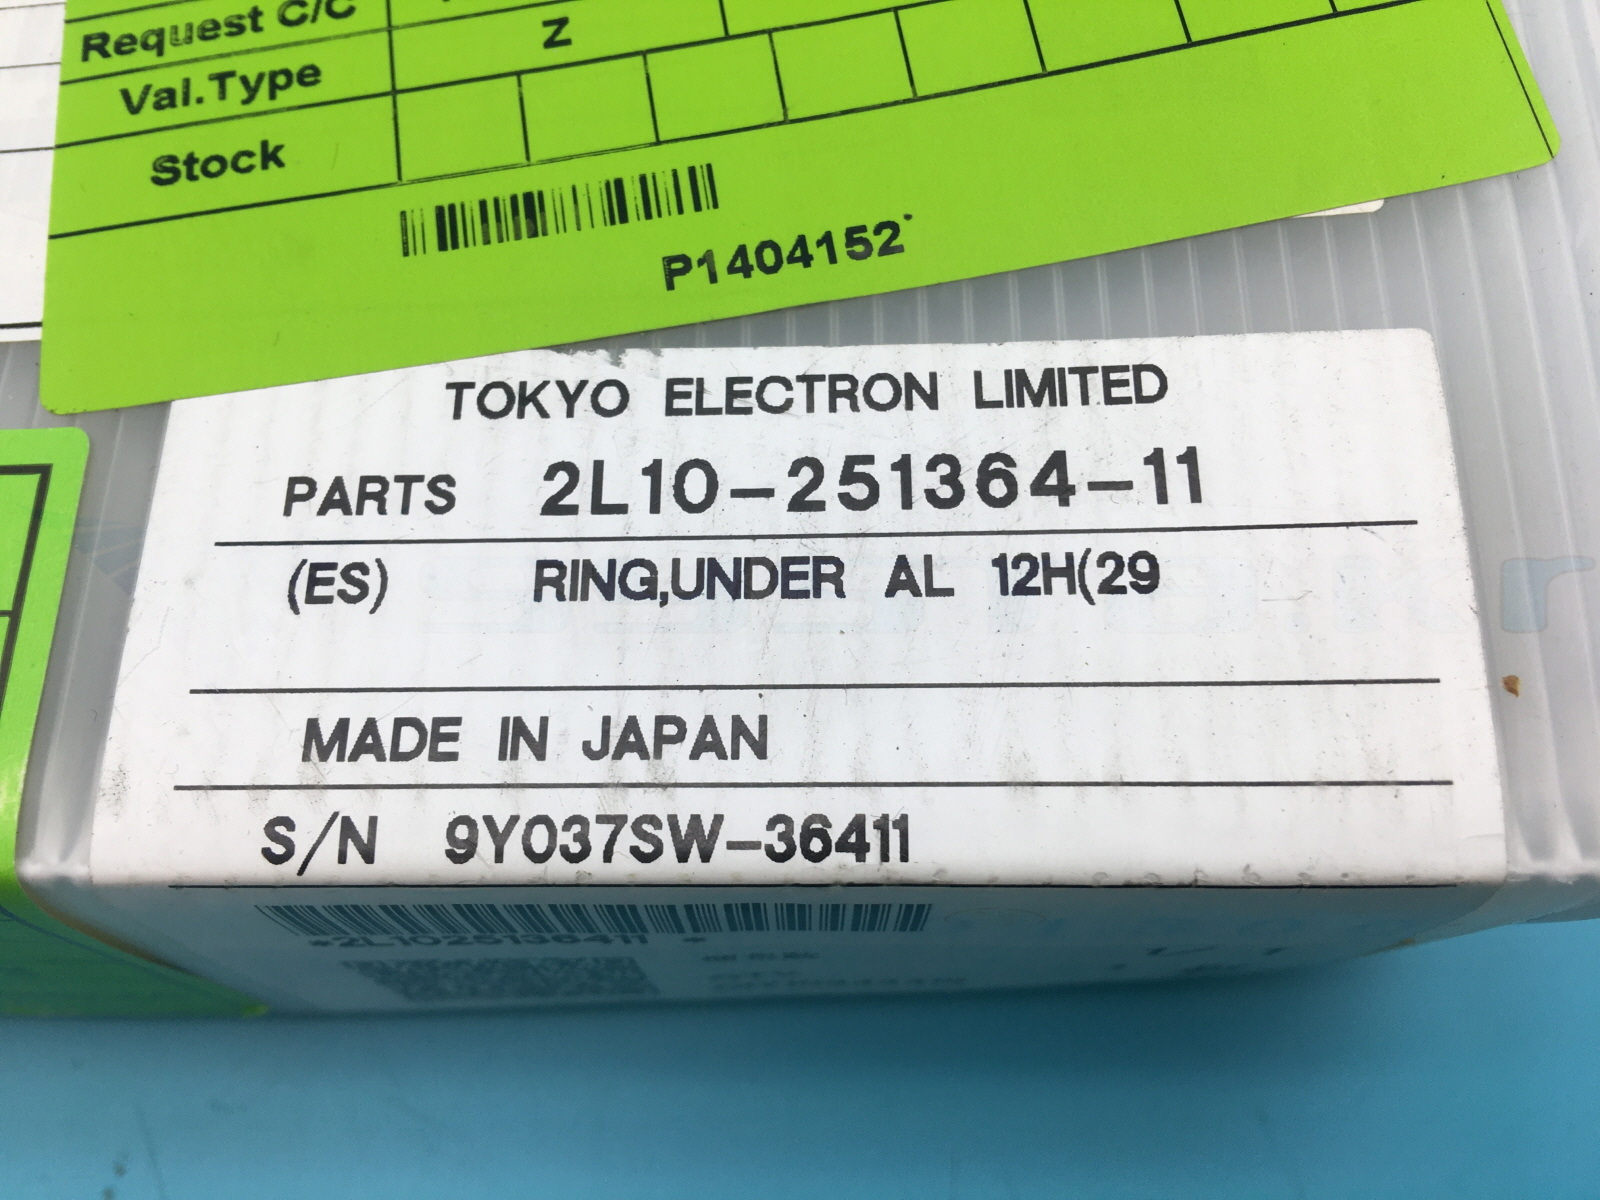 Request C/C
Val.Type Z
Stock
P1404152
TOKYO ELECTRON LIMITED
PARTS 2L10-251364-11
(ES) RING,UNDER AL 12H(29
MADE IN JAPAN
S/N 9Y037SW-36411
*2L1025136411 *